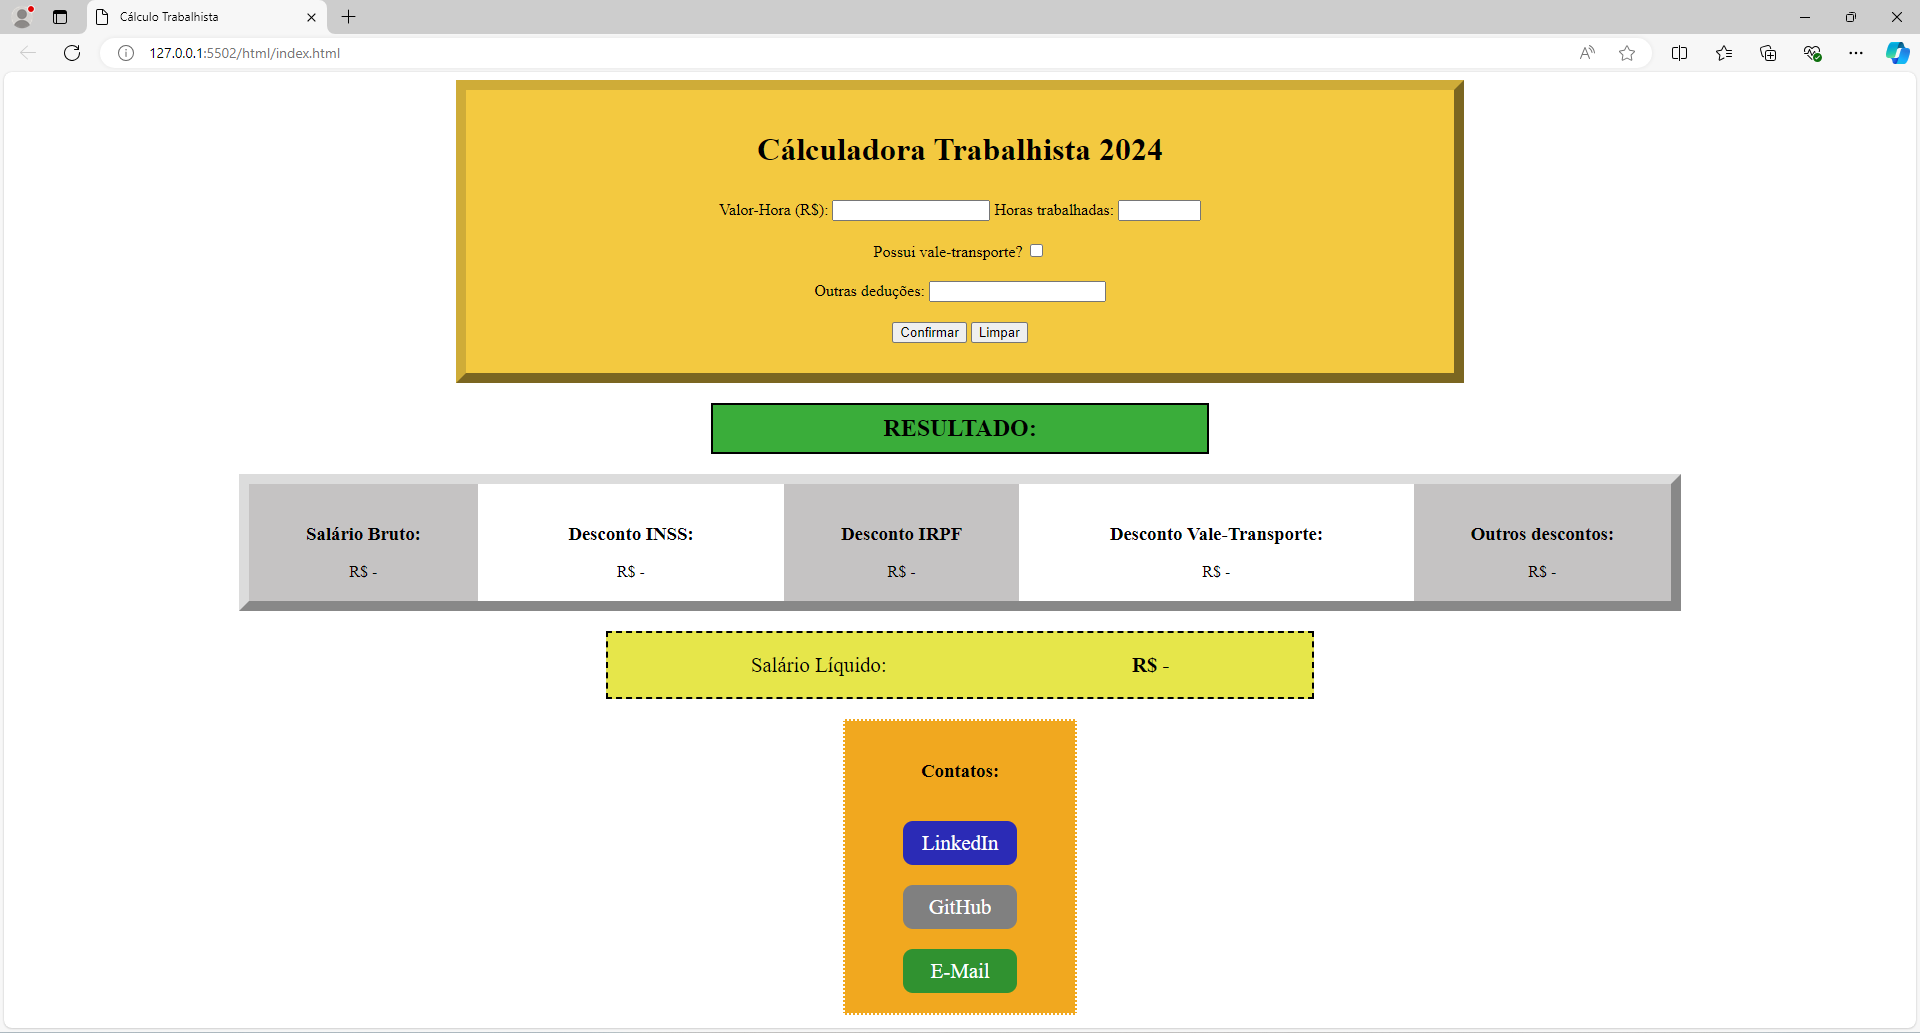 Cálculo Trabalhista
127.0.0.1:5502/html/index.html
Cálculadora Trabalhista 2024
Valor-Hora (R$): Horas trabalhadas:
Possui vale-transporte?
Outras deduções:
Confirmar Limpar
RESULTADO:
Salário Bruto: Desconto INSS: Desconto IRPF Desconto Vale-Transporte: Outros descontos:
R$ - R$ - R$ - R$ - R$ -
Salário Líquido: R$ -
Contatos:
LinkedIn
GitHub
E-Mail